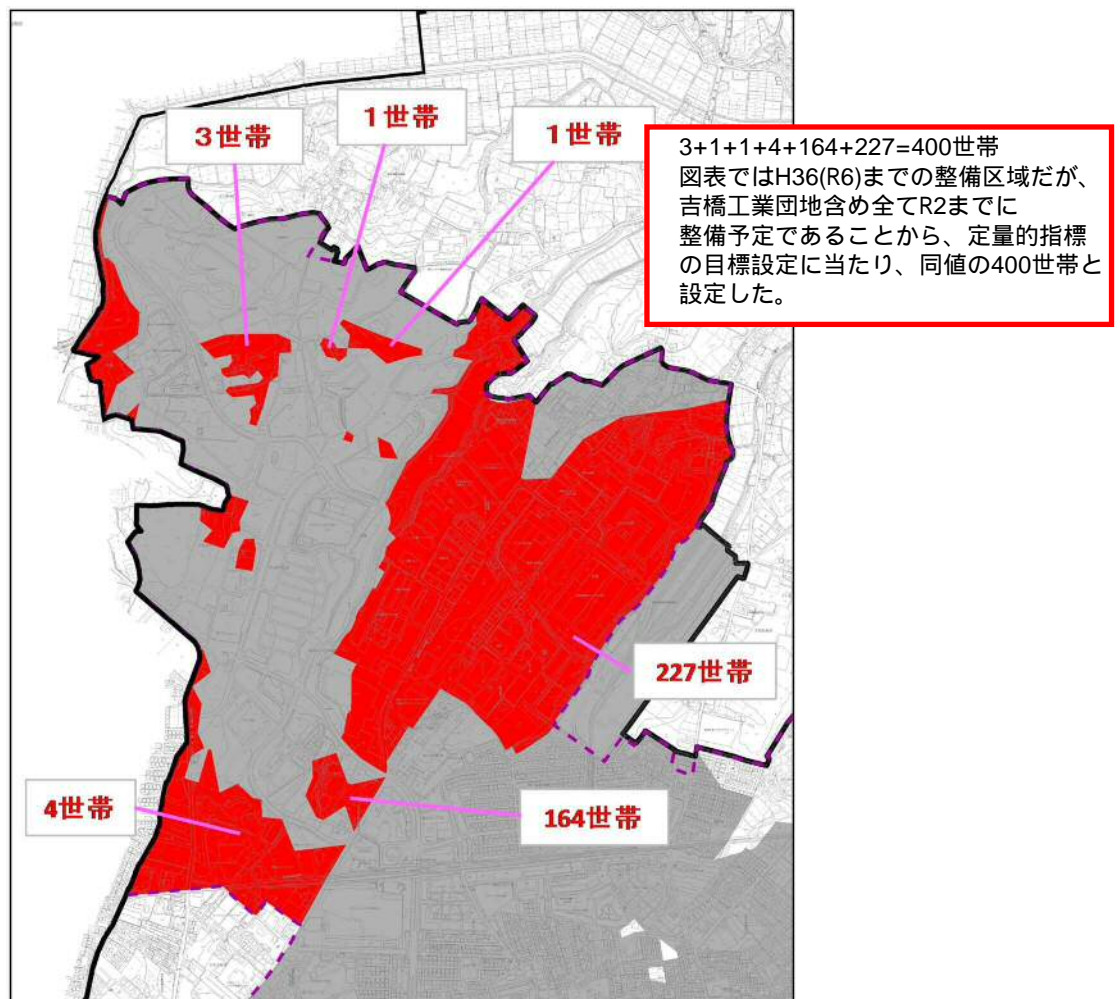 3世帯
1世帯
1世帯
3+1+1+4+164+227=400世帯
図表ではH36(R6)までの整備区域だが、
吉橋工業団地含め全てR2までに
整備予定であることから、定量的指標
の目標設定に当たり、同値の400世帯と
設定した。
227世帯
4世帯
164世帯